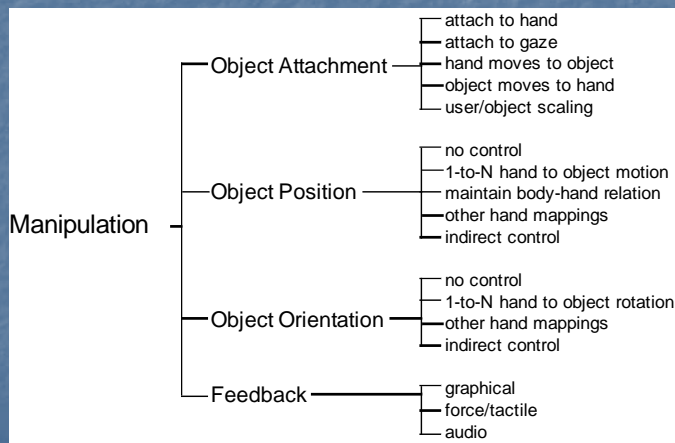 Manipulation
Object Attachment
attach to hand
attach to gaze
hand moves to object
object moves to hand
user/object scaling
Object Position
no control
1-to-N hand to object motion
maintain body-hand relation
other hand mappings
indirect control
Object Orientation
no control
1-to-N hand to object rotation
other hand mappings
indirect control
Feedback
graphical
force/tactile
audio